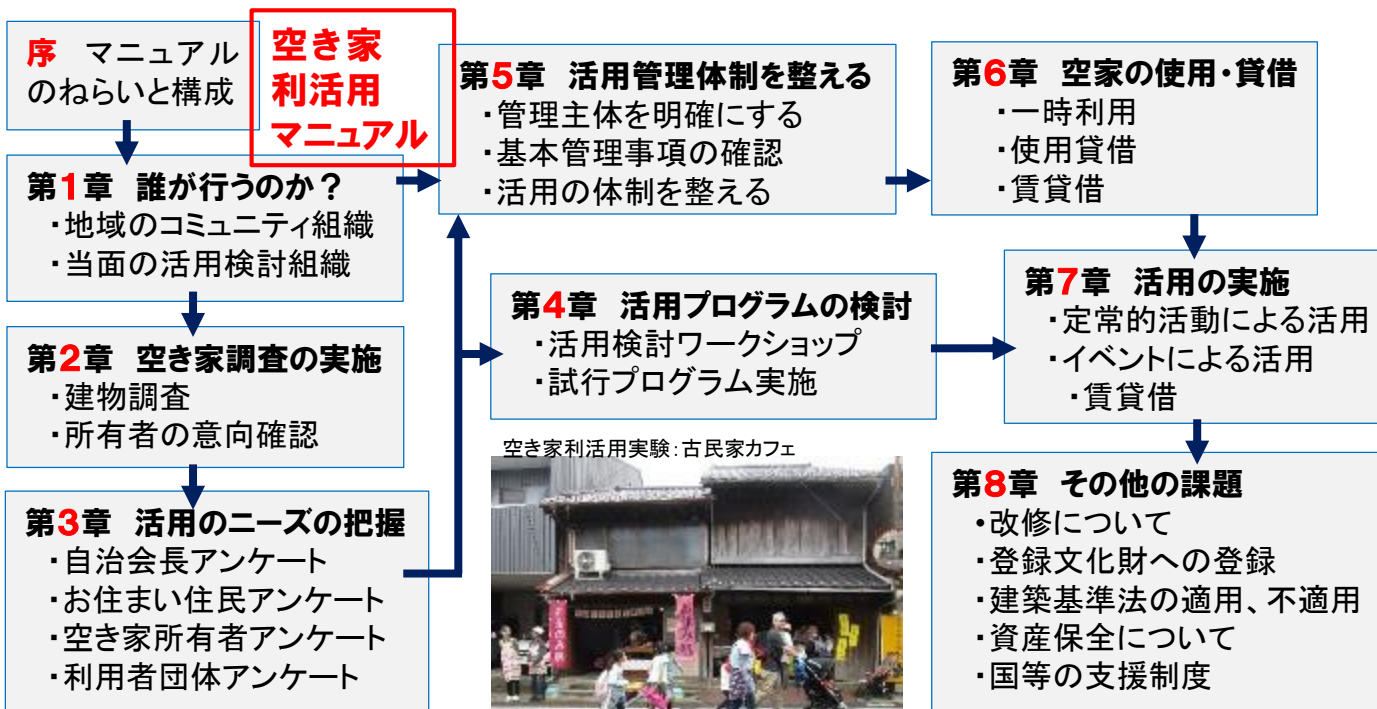 序 マニュアル
のねらいと構成
空き家
利活用
マニュアル
第1章 誰が行うのか？
・地域のコミュニティ組織
・当面の活用検討組織
第2章 空き家調査の実施
・建物調査
・所有者の意向確認
第3章 活用のニーズの把握
・自治会長アンケート
・お住まい住民アンケート
・空き家所有者アンケート
・利用者団体アンケート
第5章 活用管理体制を整える
・管理主体を明確にする
・基本管理事項の確認
・活用の体制を整える
第4章 活用プログラムの検討
・活用検討ワークショップ
・試行プログラム実施
空き家利活用実験：古民家カフェ
第6章 空家の使用・貸借
・一時利用
・使用貸借
・賃貸借
第7章 活用の実施
・定常的活動による活用
・イベントによる活用
・賃貸借
第8章 その他の課題
・改修について
・登録文化財への登録
・建築基準法の適用、不適用
・資産保全について
・国等の支援制度